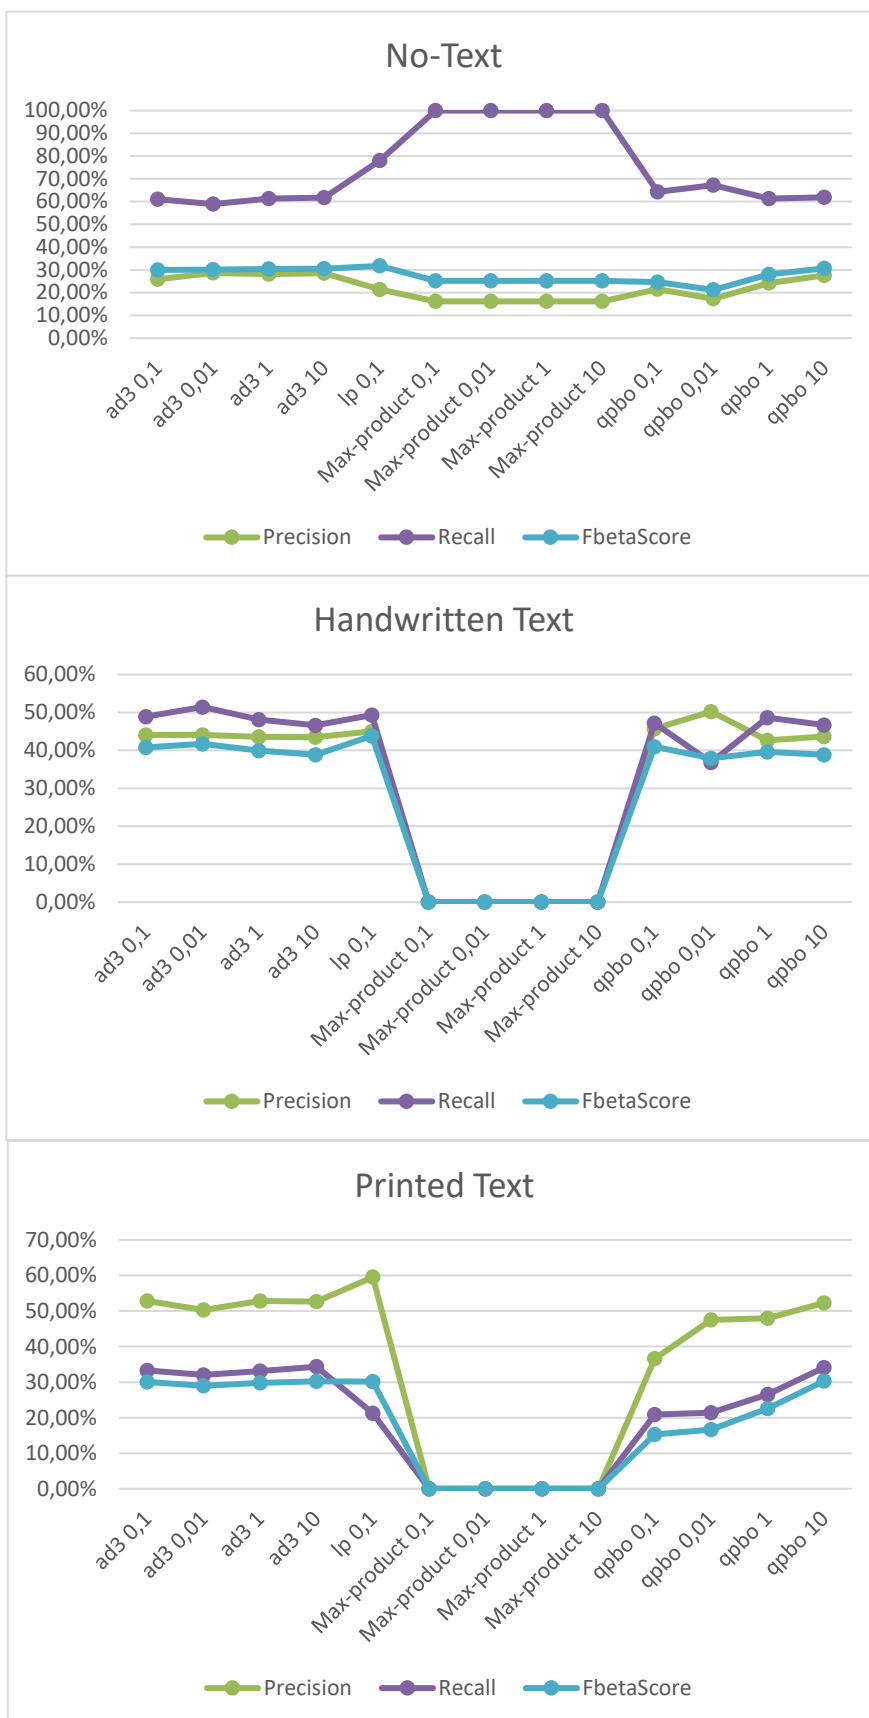 No-Text
100,00%
90,00%
80,00%
70,00%
60,00%
50,00%
40,00%
30,00%
20,00%
10,00%
0,00%
ad3 0,1
ad3 0,01
ad3 1
ad3 10
lp 0,1
Max-product 0,1
Max-product 0,01
Max-product 1
Max-product 10
qpbo 0,1
qpbo 0,01
qpbo 1
qpbo 10
Precision Recall FbetaScore
Handwritten Text
60,00%
50,00%
40,00%
30,00%
20,00%
10,00%
0,00%
ad3 0,1
ad3 0,01
ad3 1
ad3 10
lp 0,1
Max-product 0,1
Max-product 0,01
Max-product 1
Max-product 10
qpbo 0,1
qpbo 0,01
qpbo 1
qpbo 10
Precision Recall FbetaScore
Printed Text
70,00%
60,00%
50,00%
40,00%
30,00%
20,00%
10,00%
0,00%
ad3 0,1
ad3 0,01
ad3 1
ad3 10
lp 0,1
Max-product 0,1
Max-product 0,01
Max-product 1
Max-product 10
qpbo 0,1
qpbo 0,01
qpbo 1
qpbo 10
Precision Recall FbetaScore